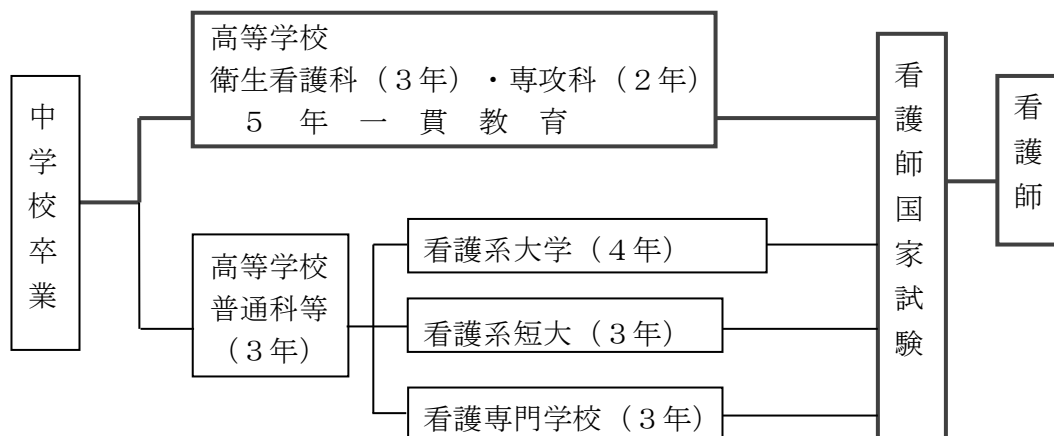 中学校卒業
高等学校
衛生看護科（３年）・専攻科（２年）
５年一貫教育
高等学校
普通科等
（３年）
看護系大学（４年）
看護系短大（３年）
看護専門学校（３年）
看護師国家試験
看護師